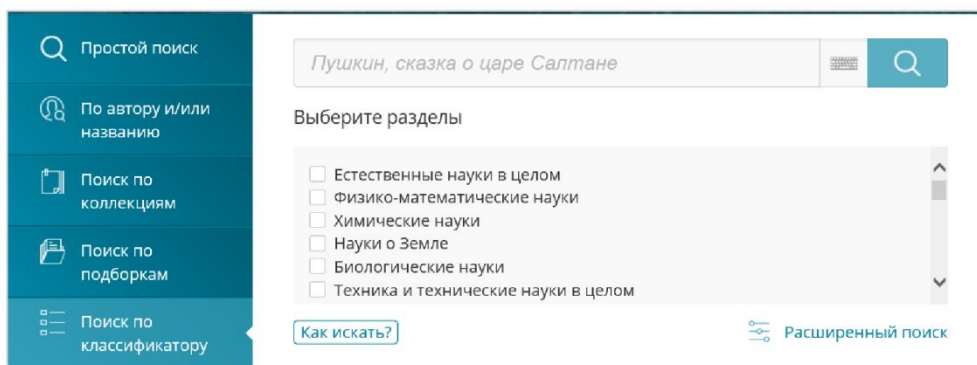 Простой поиск
По автору и/или
названию
Поиск по
коллекциям
Поиск по
подборкам
Поиск по
классификатору
Пушкин, сказка о царе Салтане
Выберите разделы
Естественные науки в целом
Физико-математические науки
Химические науки
Науки о Земле
Биологические науки
Техника и технические науки в целом
Как искать?
Расширенный поиск